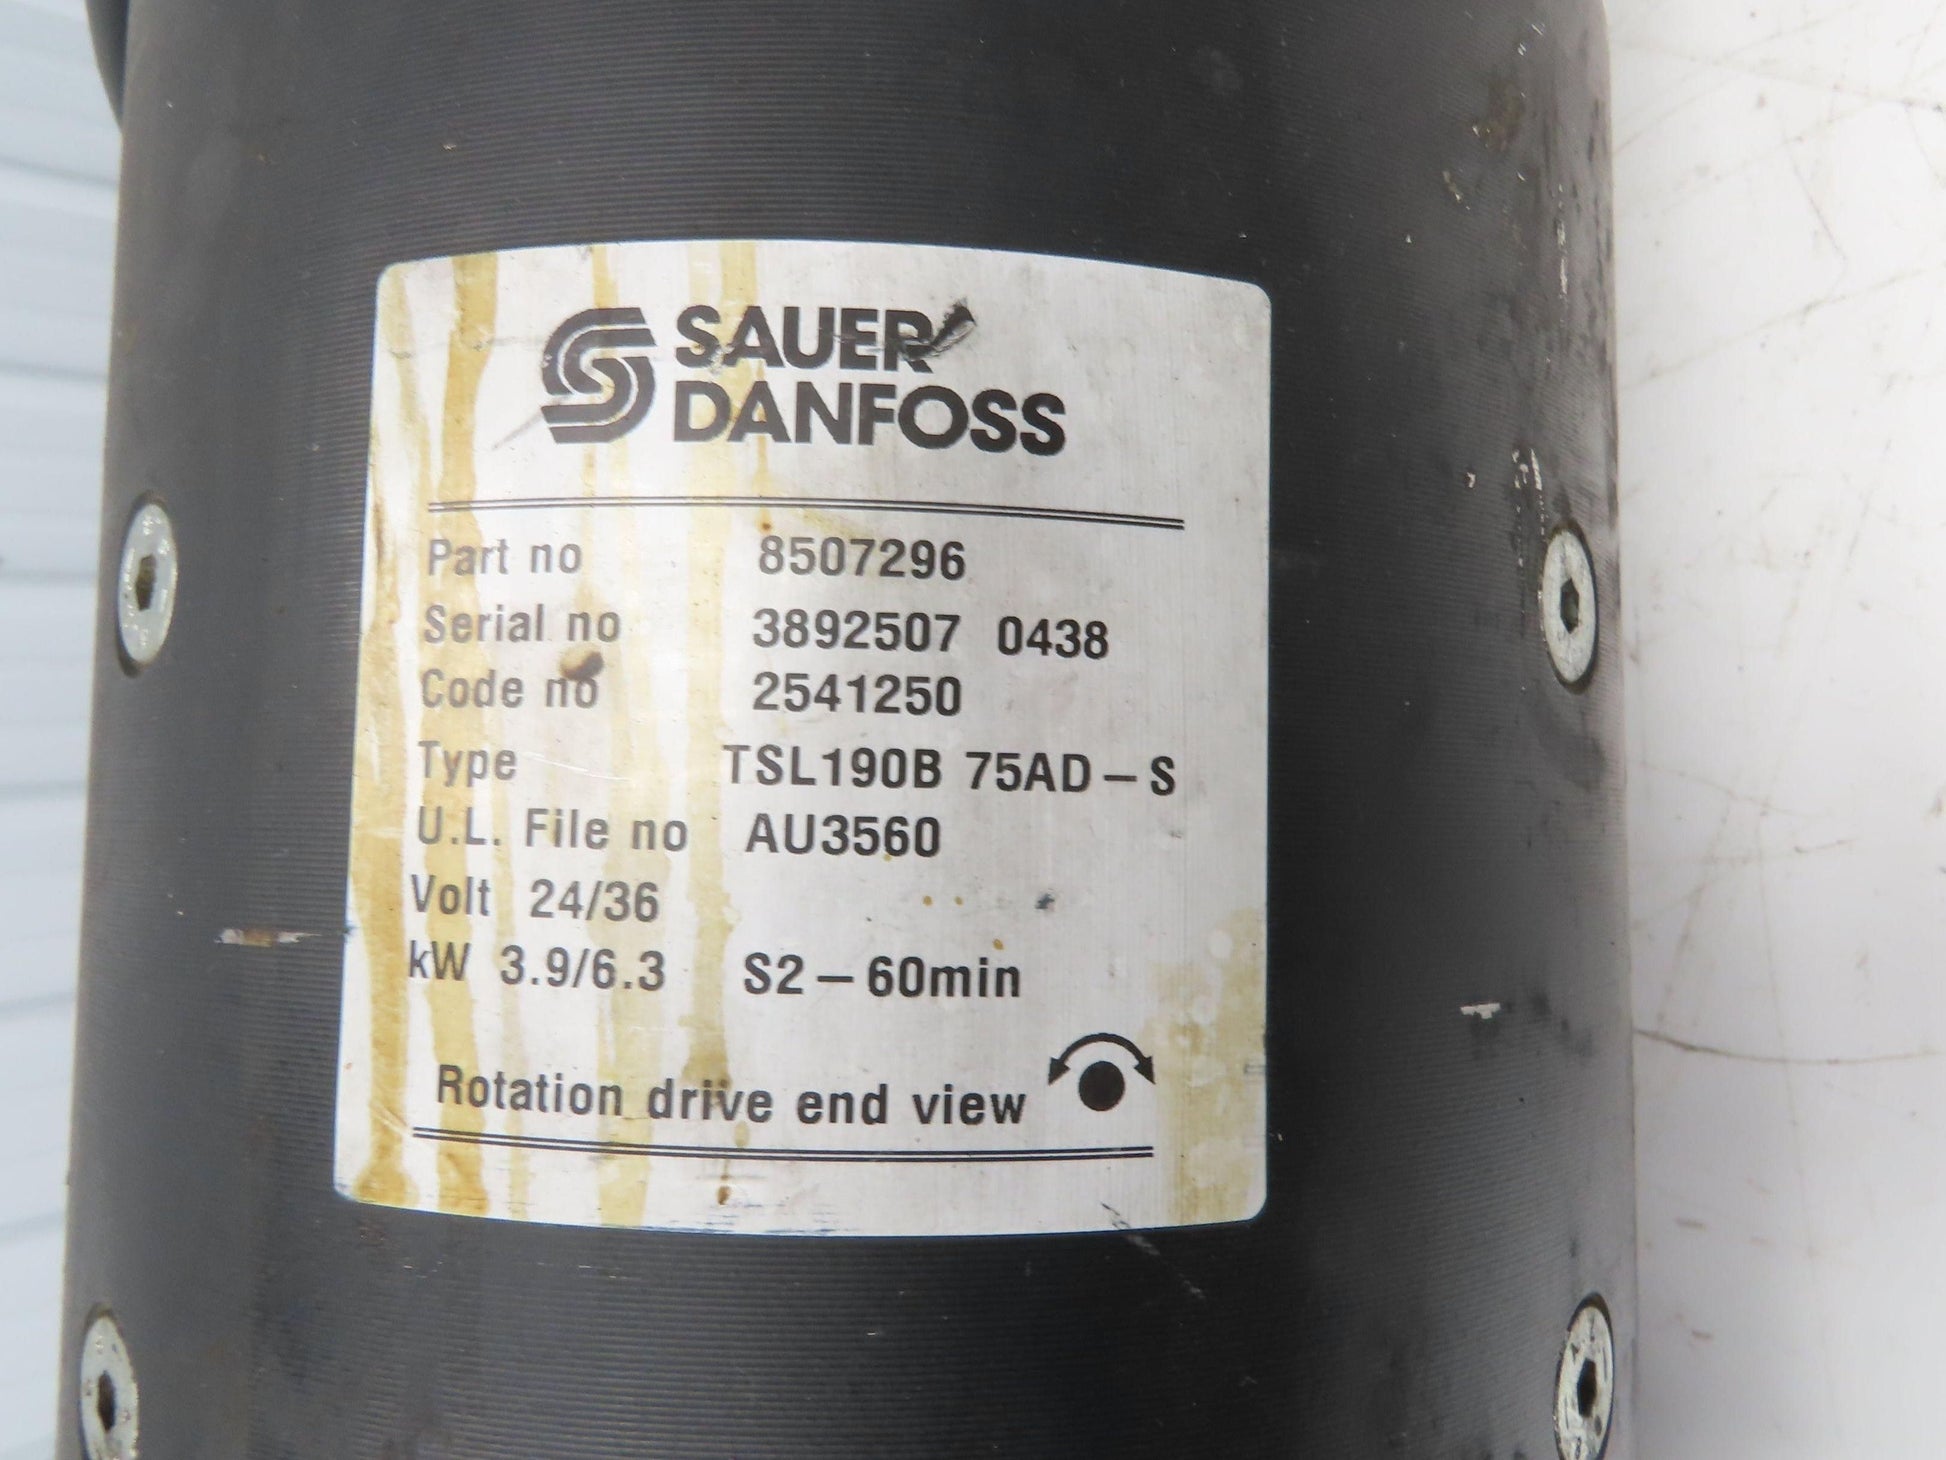 SAUER
DANFOSS
Part no 8507296
Serial no 3892507 0438
Code no 2541250
Type TSL190B 75AD-S
U.L. File no AU3560
Volt 24/36
kW 3.9/6.3 S2-60min
Rotation drive end view